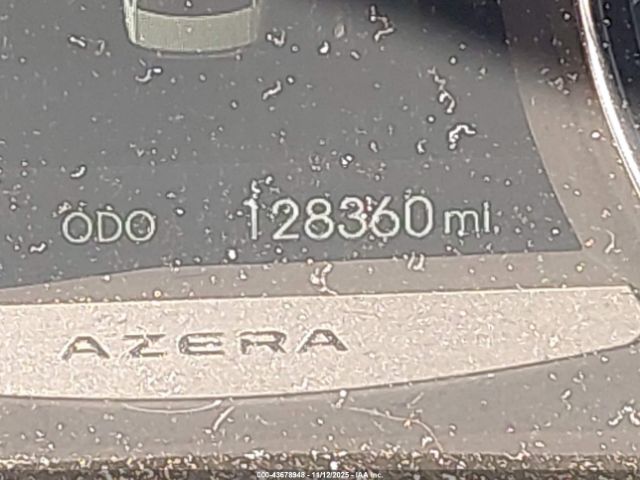 ODO 128360 mi.
AZERA
000-43678948 - 11/12/2025 - IAA Inc.